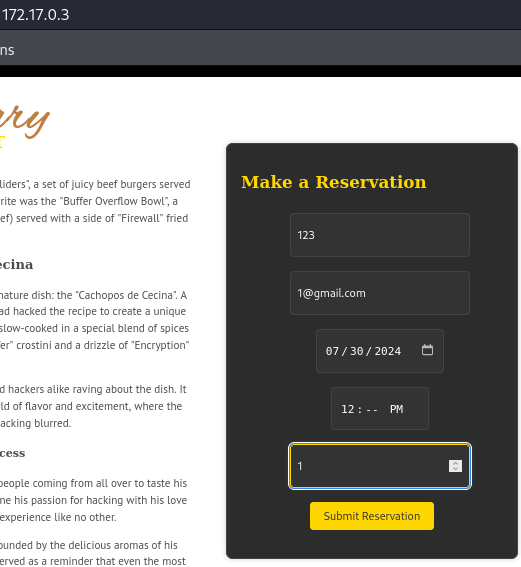 172.17.0.3
ns
rry
T
liders", a set of juicy beef burgers served
rite was the "Buffer Overflow Bowl", a
ef) served with a side of "Firewall" fried
ecina
nature dish: the "Cachopos de Cecina". A
ad hacked the recipe to create a unique
slow-cooked in a special blend of spices
fer" crostini and a drizzle of "Encryption"
d hackers alike raving about the dish. It
ld of flavor and excitement, where the
acking blurred.
cess
people coming from all over to taste his
ne his passion for hacking with his love
experience like no other.
ounded by the delicious aromas of his
erved as a reminder that even the most
Make a Reservation
123
1@gmail.com
07/30/2024
12:-- PM
1
Submit Reservation